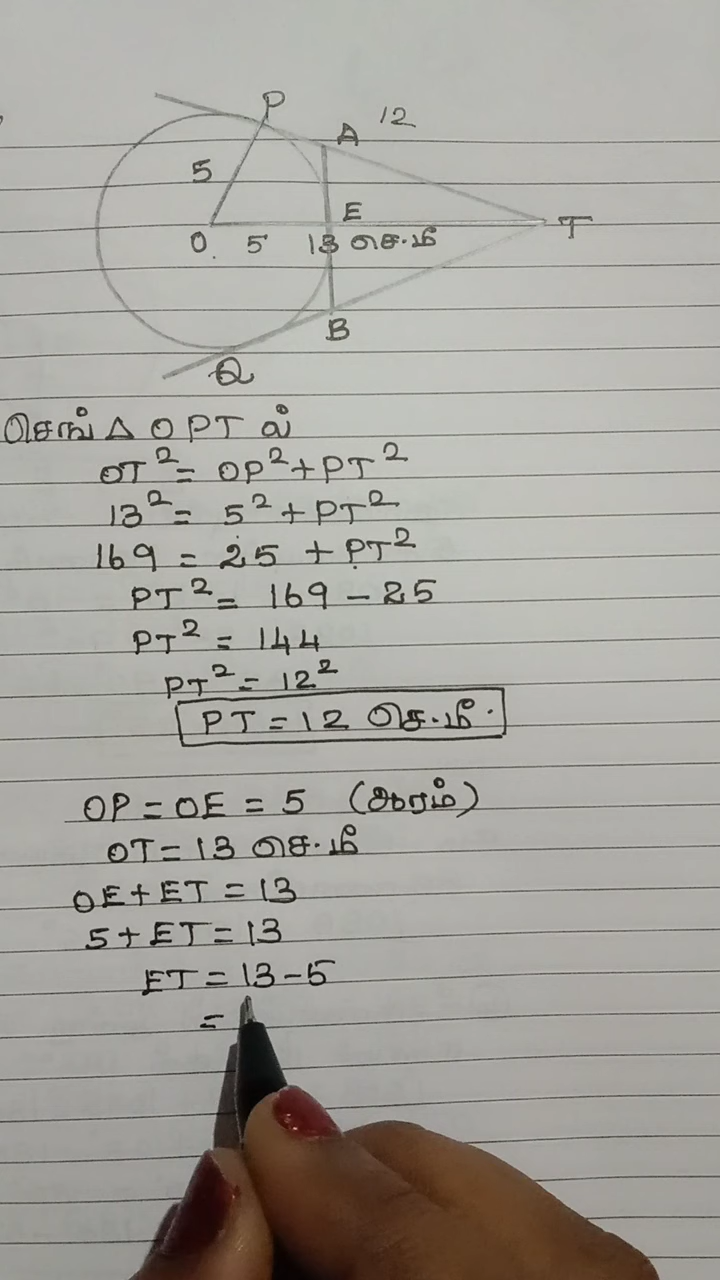 P
A 12
5
E
O 5 13 செ.மீ T
B
Q
செங் Δ OPT ல்
OT² = OP² + PT²
13² = 5² + PT²
169 = 25 + PT²
PT² = 169 - 25
PT² = 144
PT² = 12²
PT = 12 செ.மீ.
OP = OE = 5 (ஆரம்)
OT = 13 செ.மீ
OE + ET = 13
5 + ET = 13
ET = 13 - 5
=